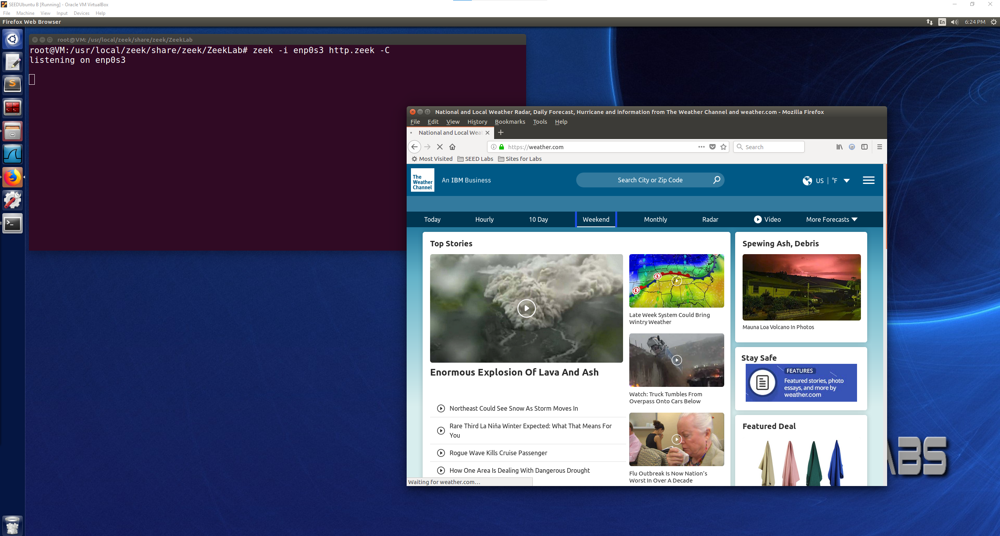 SEEDUbuntu B [Running] - Oracle VM VirtualBox
File Machine View Input Devices Help
Firefox Web Browser
En 6:24 PM
root@VM: /usr/local/zeek/share/zeek/ZeekLab
root@VM:/usr/local/zeek/share/zeek/ZeekLab# zeek -i enp0s3 http.zeek -C
listening on enp0s3
National and Local Weather Radar, Daily Forecast, Hurricane and information from The Weather Channel and weather.com - Mozilla Firefox
File Edit View History Bookmarks Tools Help
National and Local Weat
https://weather.com
Search
Most Visited SEED Labs Sites for Labs
The
Weather
Channel
An IBM Business
Search City or Zip Code
US | °F
Today Hourly 10 Day Weekend Monthly Radar Video More Forecasts
Top Stories
Enormous Explosion Of Lava And Ash
Northeast Could See Snow As Storm Moves In
Rare Third La Niña Winter Expected: What That Means For
You
Rogue Wave Kills Cruise Passenger
How One Area Is Dealing With Dangerous Drought
Late Week System Could Bring
Wintry Weather
Watch: Truck Tumbles From
Overpass Onto Cars Below
Flu Outbreak Is Now Nation's
Worst In Over A Decade
Spewing Ash, Debris
Mauna Loa Volcano In Photos
Stay Safe
FEATURES
Featured stories, photo
essays, and more by
weather.com
Featured Deal
Waiting for weather.com…
ABS